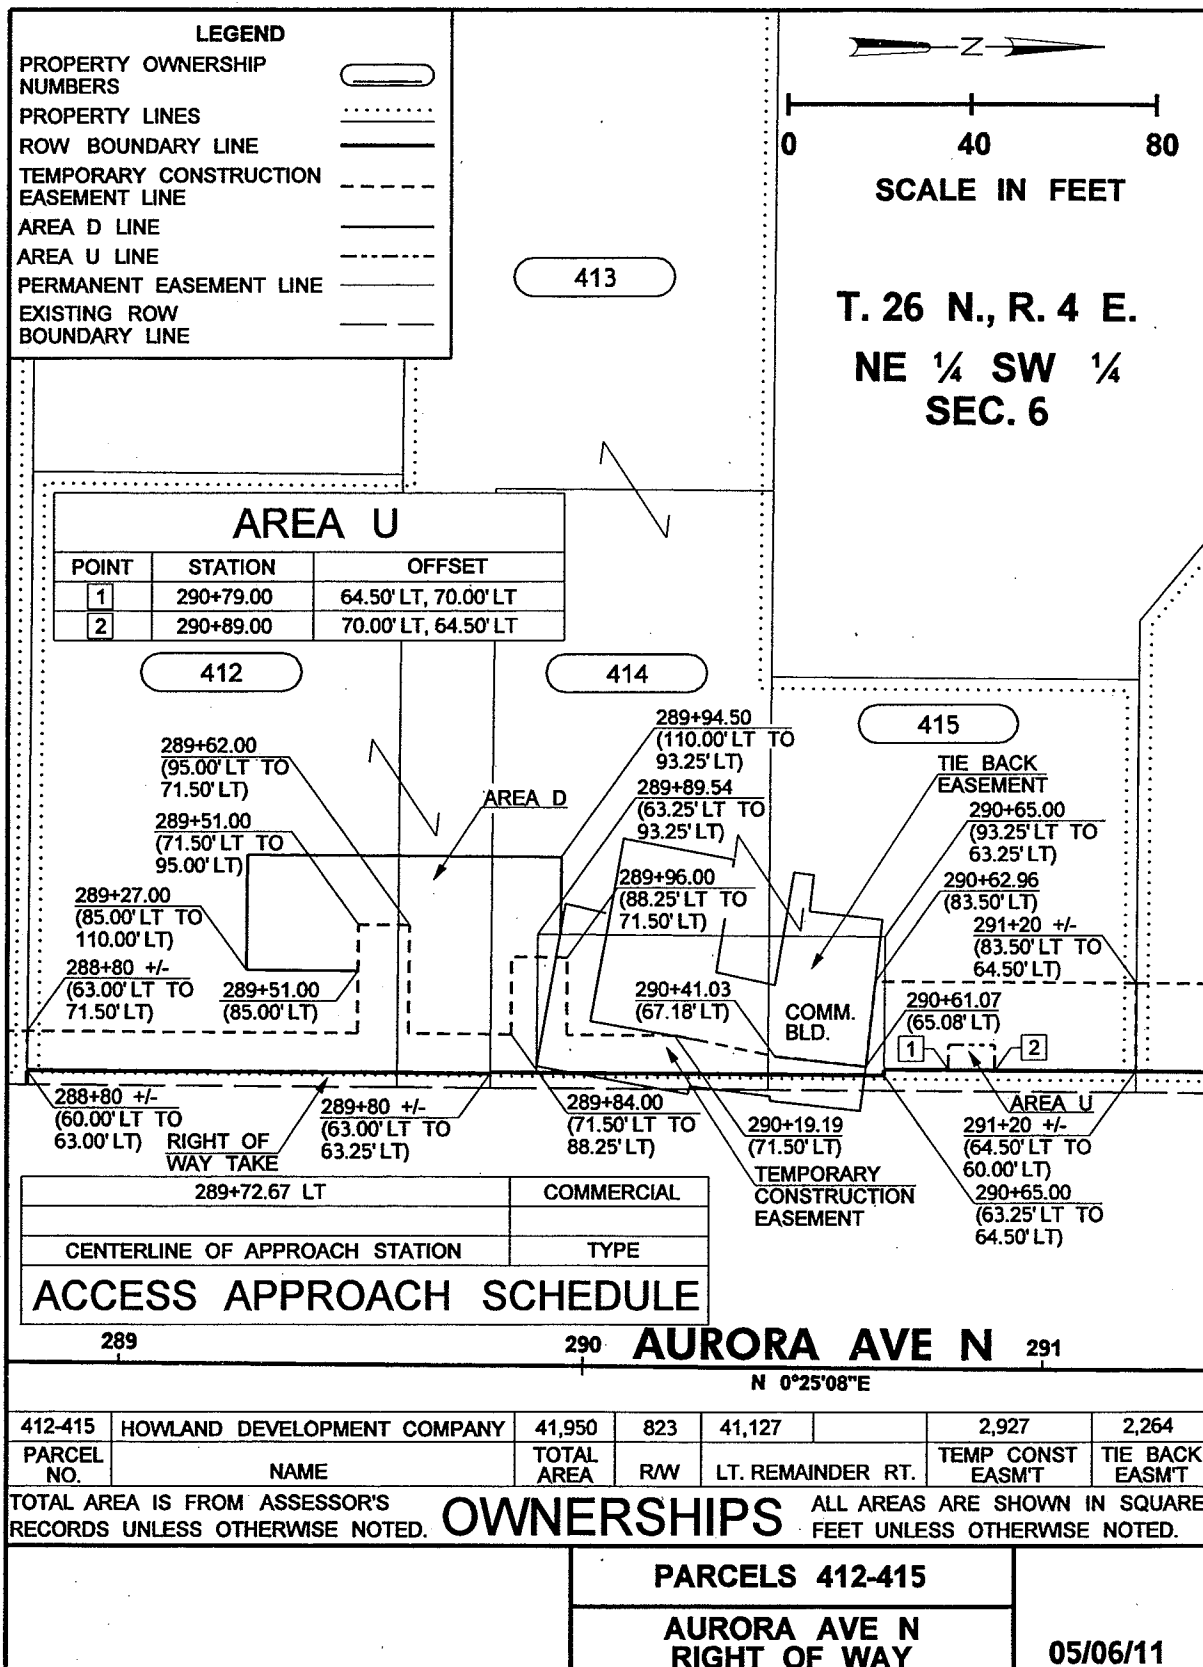 LEGEND
PROPERTY OWNERSHIP
NUMBERS
PROPERTY LINES
ROW BOUNDARY LINE
TEMPORARY CONSTRUCTION
EASEMENT LINE
AREA D LINE
AREA U LINE
PERMANENT EASEMENT LINE
EXISTING ROW
BOUNDARY LINE
Z
0 40 80
SCALE IN FEET
T. 26 N., R. 4 E.
NE ¼ SW ¼
SEC. 6
413
AREA U
POINT STATION OFFSET
1 290+79.00 64.50' LT, 70.00' LT
2 290+89.00 70.00' LT, 64.50' LT
412
414
415
289+62.00
(95.00' LT TO
71.50' LT)
289+51.00
(71.50' LT TO
95.00' LT)
289+27.00
(85.00' LT TO
110.00' LT)
288+80 +/-
(63.00' LT TO
71.50' LT)
289+51.00
(85.00' LT)
AREA D
289+94.50
(110.00' LT TO
93.25' LT)
289+89.54
(63.25' LT TO
93.25' LT)
289+96.00
(88.25' LT TO
71.50' LT)
290+41.03
(67.18' LT)
TIE BACK
EASEMENT
290+65.00
(93.25' LT TO
63.25' LT)
290+62.96
(83.50' LT)
291+20 +/-
(83.50' LT TO
64.50' LT)
COMM.
BLD.
290+61.07
(65.08' LT)
1
2
AREA U
288+80 +/-
(60.00' LT TO
63.00' LT)
RIGHT OF
WAY TAKE
289+80 +/-
(63.00' LT TO
63.25' LT)
289+84.00
(71.50' LT TO
88.25' LT)
290+19.19
(71.50' LT)
TEMPORARY
CONSTRUCTION
EASEMENT
291+20 +/-
(64.50' LT TO
60.00' LT)
290+65.00
(63.25' LT TO
64.50' LT)
289+72.67 LT COMMERCIAL
CENTERLINE OF APPROACH STATION TYPE
ACCESS APPROACH SCHEDULE
289 290 AURORA AVE N 291
N 0°25'08"E
412-415 HOWLAND DEVELOPMENT COMPANY 41,950 823 41,127 2,927 2,264
PARCEL NO. NAME TOTAL AREA R/W LT. REMAINDER RT. TEMP CONST EASM'T TIE BACK EASM'T
TOTAL AREA IS FROM ASSESSOR'S
RECORDS UNLESS OTHERWISE NOTED.
OWNERSHIPS
ALL AREAS ARE SHOWN IN SQUARE
FEET UNLESS OTHERWISE NOTED.
PARCELS 412-415
AURORA AVE N
RIGHT OF WAY
05/06/11